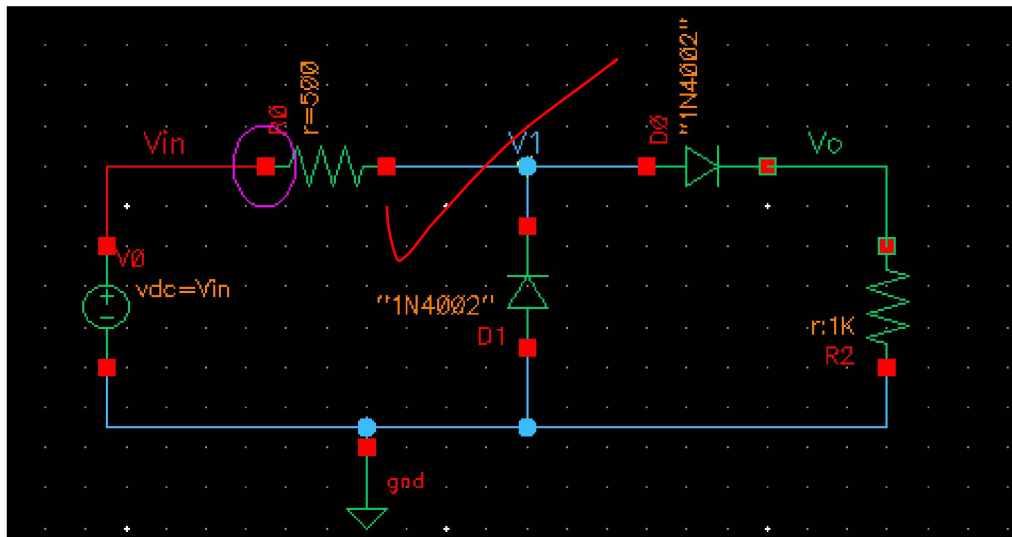 "1N4002"
r=500
R0
D0
Vin
V1
Vo
V0
vdc=Vin
+
−
"1N4002"
D1
r:1K
R2
gnd